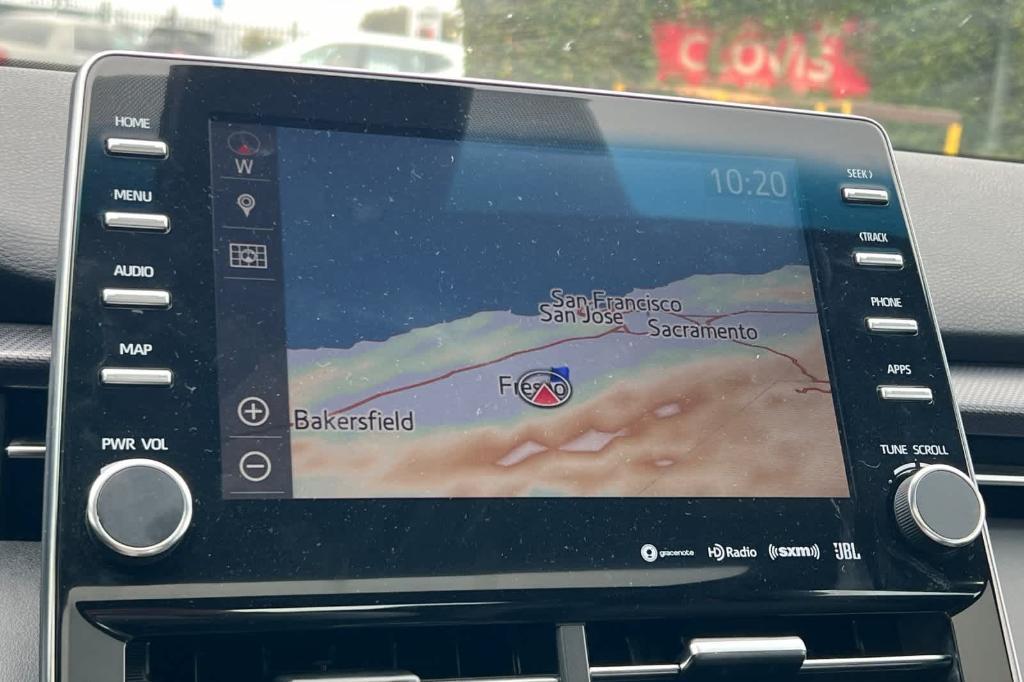 HOME
MENU
AUDIO
MAP
PWR VOL
W
10:20
San Francisco
San Jose
Sacramento
Fresno
Bakersfield
SEEK〉
〈TRACK
PHONE
APPS
TUNE SCROLL
gracenote
HD Radio
((sxm))
JBL